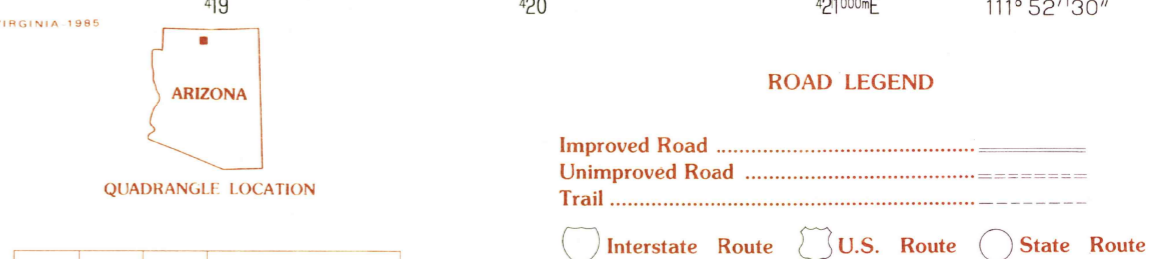 ⁴19 ⁴20 ⁴21⁰⁰⁰ᵐE 111° 52'30"
VIRGINIA 1985
ARIZONA
QUADRANGLE LOCATION
ROAD LEGEND
Improved Road
Unimproved Road
Trail
Interstate Route U.S. Route State Route